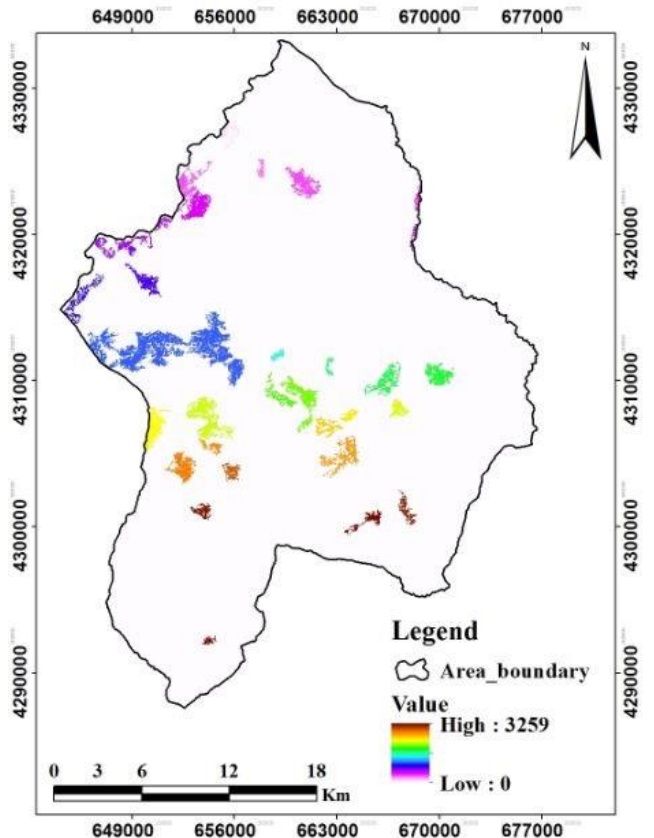 649000 656000 663000 670000 677000
N
4330000 4330000
4320000 4320000
4310000 4310000
4300000 4300000
4290000 4290000
Legend
Area_boundary
Value
High : 3259
Low : 0
0 3 6 12 18
Km
649000 656000 663000 670000 677000